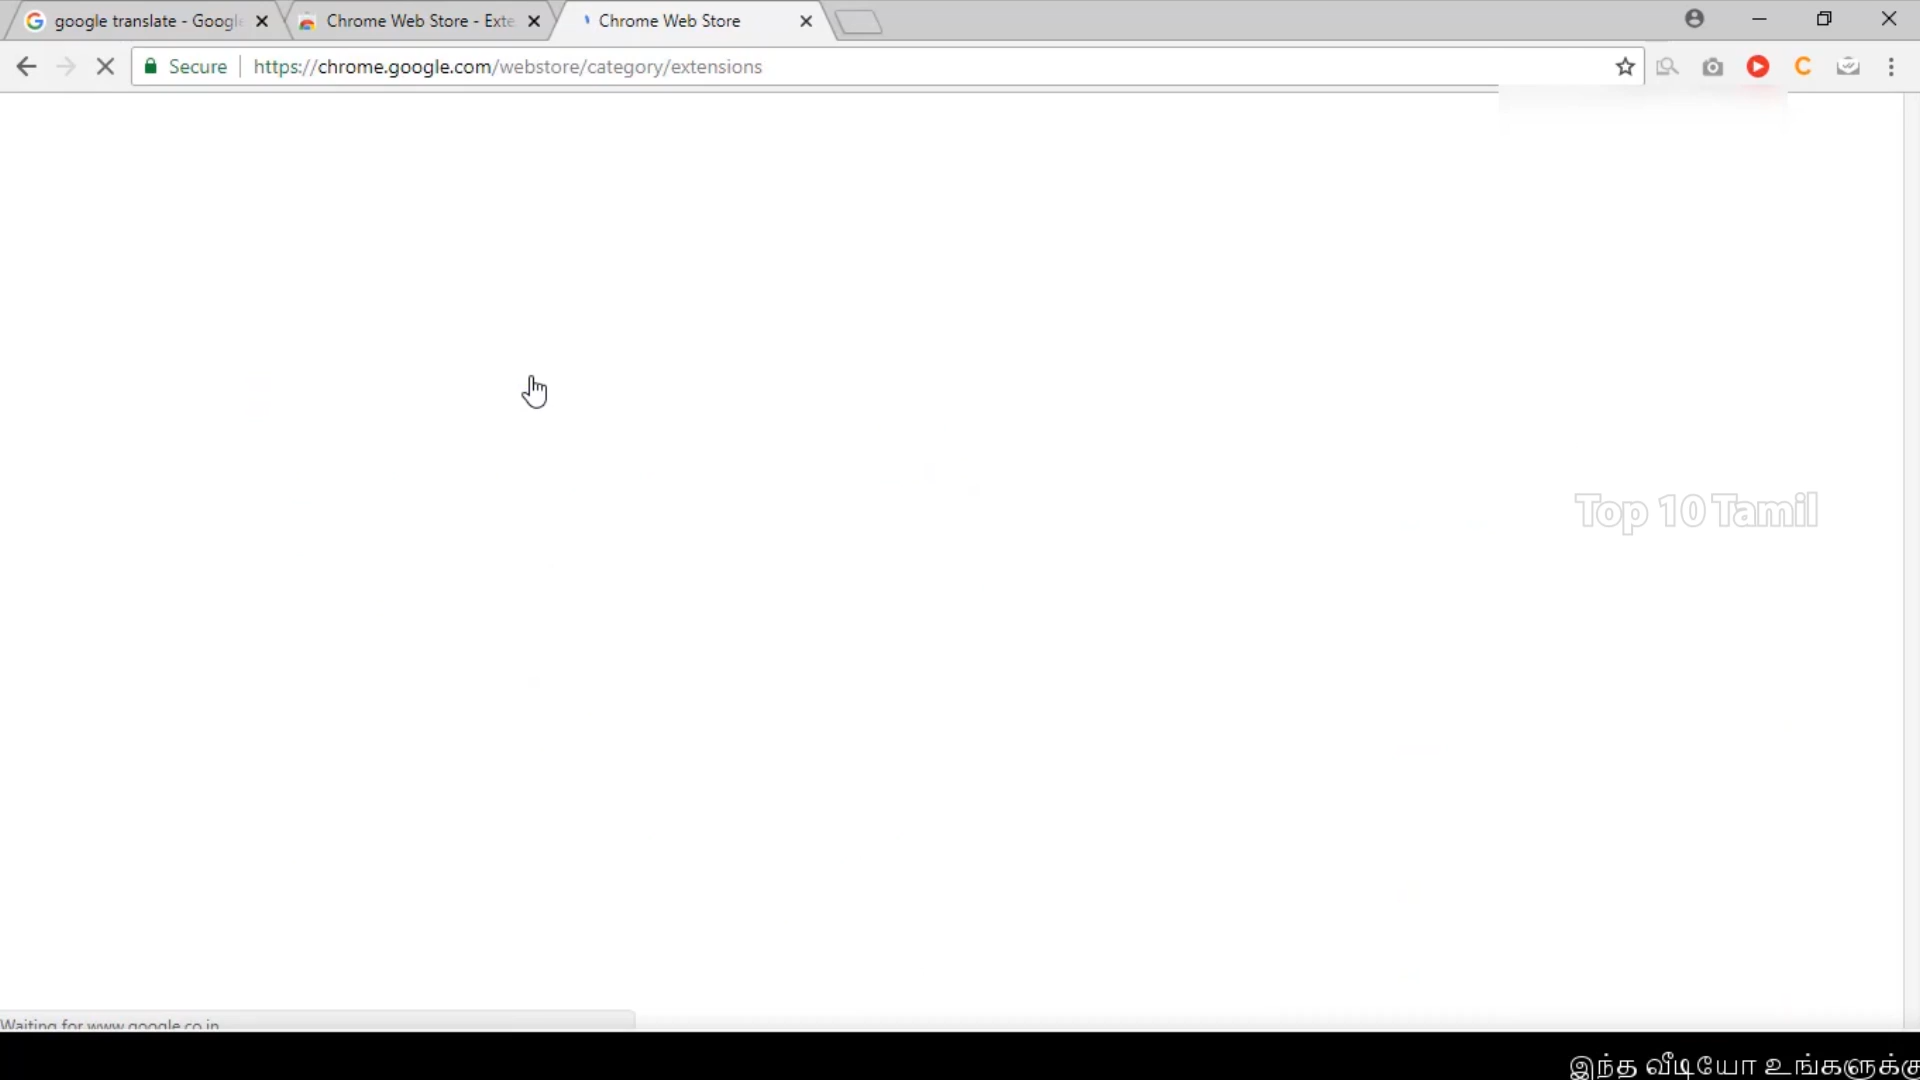 google translate - Googl
Chrome Web Store - Exte
Chrome Web Store
Secure
https://chrome.google.com/webstore/category/extensions
Top 10 Tamil
Waiting for www.google.co.in
இந்த வீடியோ உங்களுக்கு